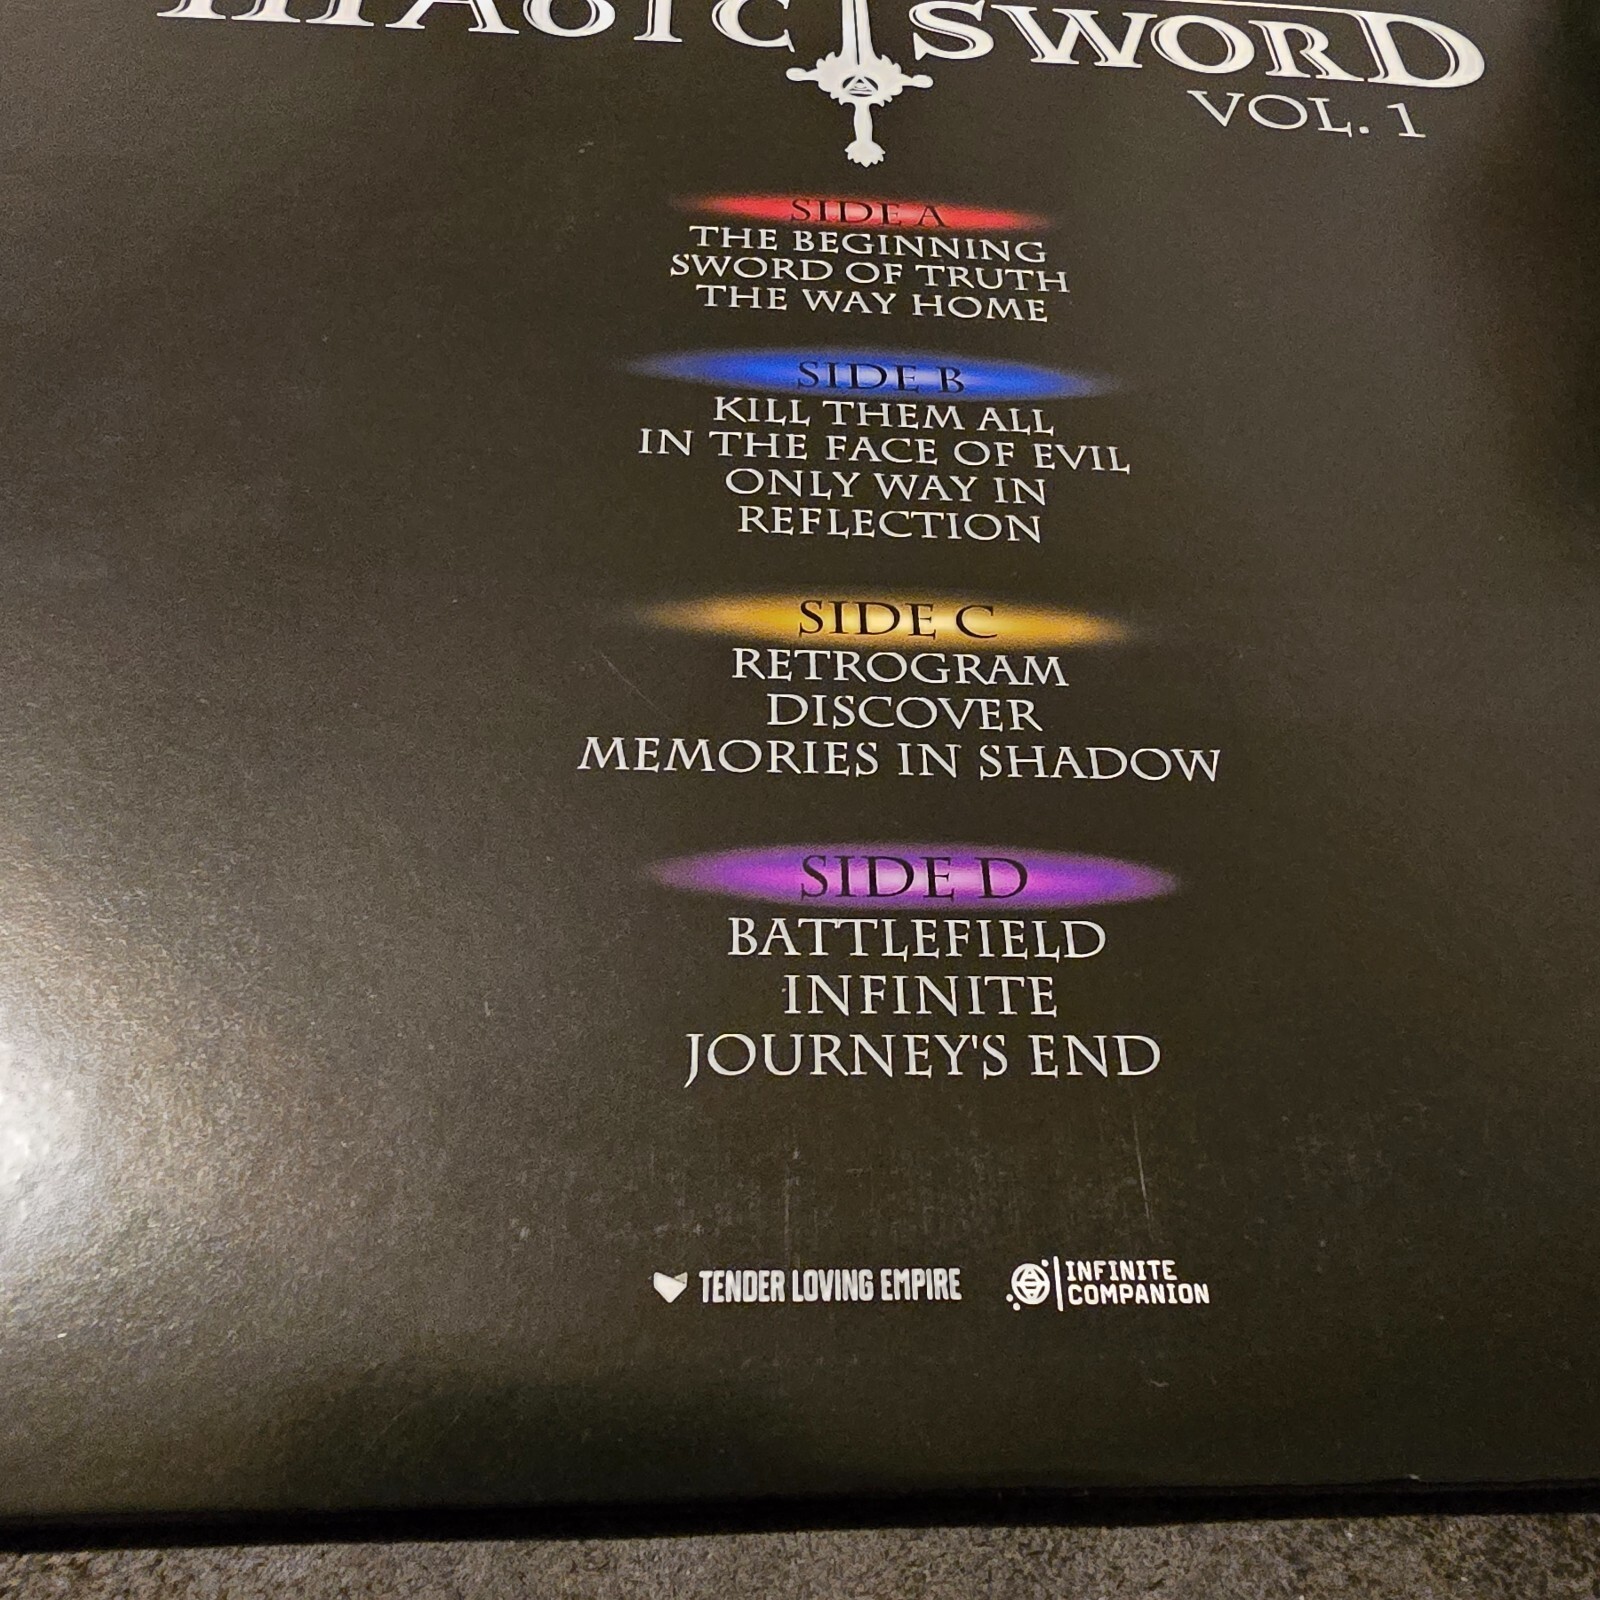 MAGIC SWORD
VOL. 1
SIDE A
THE BEGINNING
SWORD OF TRUTH
THE WAY HOME
SIDE B
KILL THEM ALL
IN THE FACE OF EVIL
ONLY WAY IN
REFLECTION
SIDE C
RETROGRAM
DISCOVER
MEMORIES IN SHADOW
SIDE D
BATTLEFIELD
INFINITE
JOURNEY'S END
TENDER LOVING EMPIRE
INFINITE
COMPANION